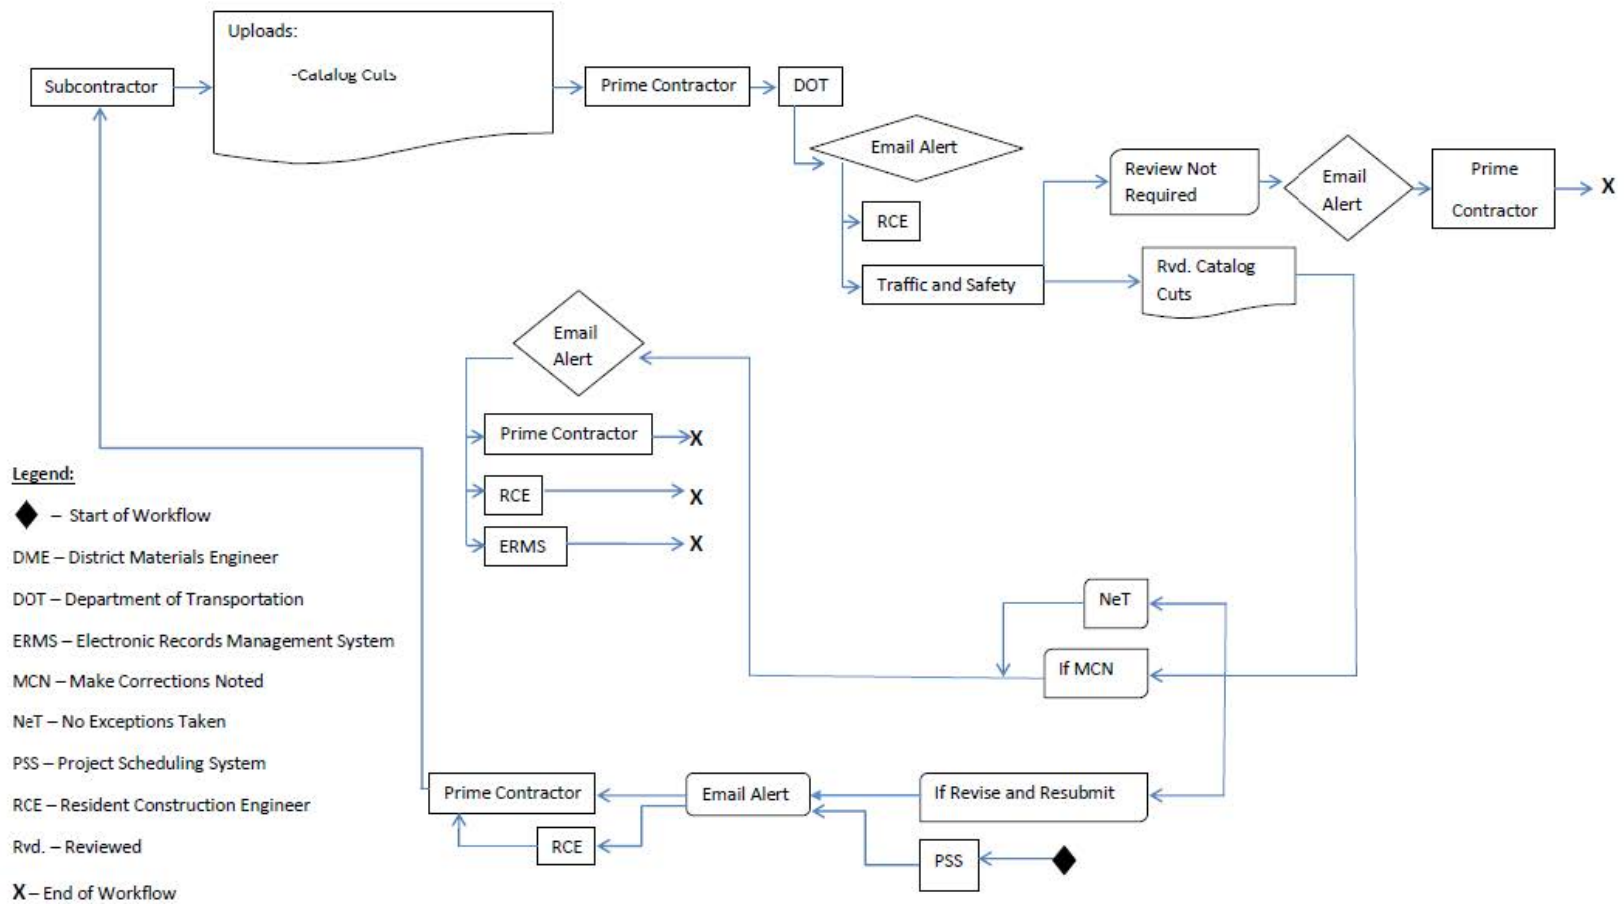 Uploads:
-Catalog Cuts
Subcontractor
Prime Contractor
DOT
Email Alert
RCE
Traffic and Safety
Review Not
Required
Email
Alert
Prime
Contractor
X
Rvd. Catalog
Cuts
Email
Alert
Prime Contractor
X
RCE
X
ERMS
X
NeT
If MCN
If Revise and Resubmit
Email Alert
Prime Contractor
RCE
PSS
Legend:
– Start of Workflow
DME – District Materials Engineer
DOT – Department of Transportation
ERMS – Electronic Records Management System
MCN – Make Corrections Noted
NeT – No Exceptions Taken
PSS – Project Scheduling System
RCE – Resident Construction Engineer
Rvd. – Reviewed
X – End of Workflow